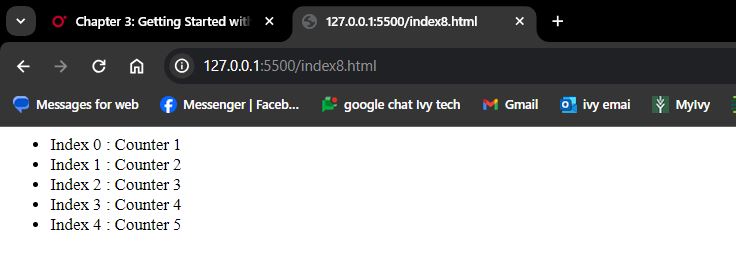 Chapter 3: Getting Started with
127.0.0.1:5500/index8.html
127.0.0.1:5500/index8.html
Messages for web
Messenger | Faceb...
google chat Ivy tech
Gmail
ivy emai
MyIvy
Index 0 : Counter 1
Index 1 : Counter 2
Index 2 : Counter 3
Index 3 : Counter 4
Index 4 : Counter 5